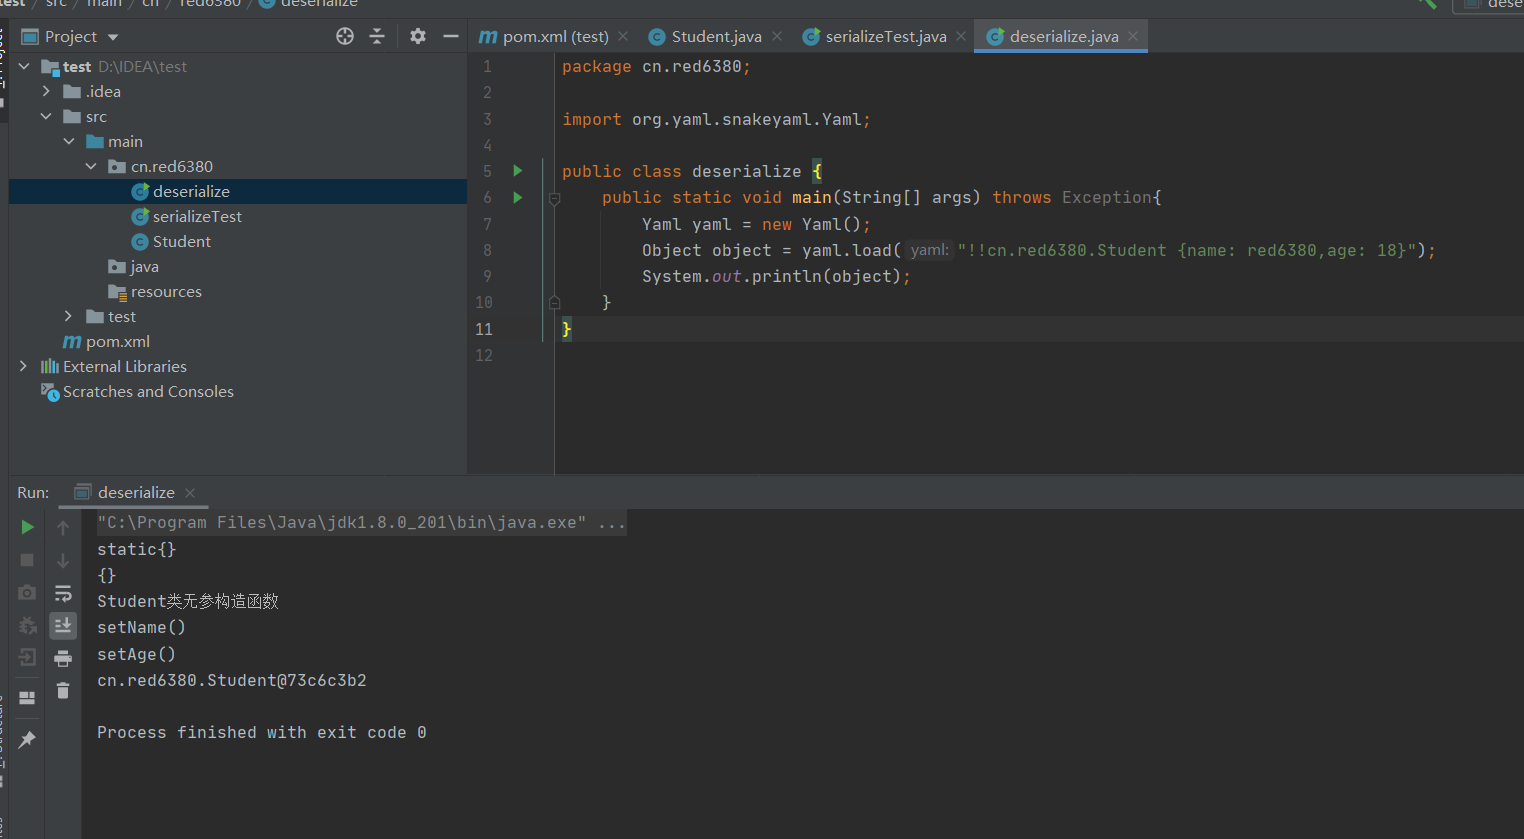 test / src / main / cn / red6380 / deserialize
Project
pom.xml (test)
Student.java
serializeTest.java
deserialize.java
test D:\IDEA\test
.idea
src
main
cn.red6380
deserialize
serializeTest
Student
java
resources
test
pom.xml
External Libraries
Scratches and Consoles
1 package cn.red6380;
2
3 import org.yaml.snakeyaml.Yaml;
4
5 public class deserialize {
6 public static void main(String[] args) throws Exception{
7 Yaml yaml = new Yaml();
8 Object object = yaml.load( yaml: "!!cn.red6380.Student {name: red6380,age: 18}");
9 System.out.println(object);
10 }
11 }
12
Run: deserialize
"C:\Program Files\Java\jdk1.8.0_201\bin\java.exe" ...
static{}
{}
Student类无参构造函数
setName()
setAge()
cn.red6380.Student@73c6c3b2
Process finished with exit code 0